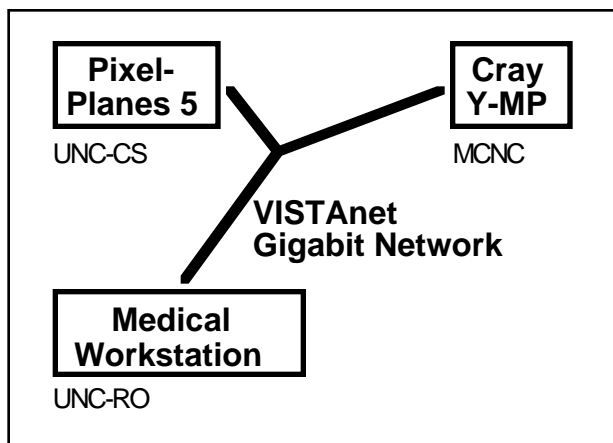 Pixel-
Planes 5
UNC-CS
Cray
Y-MP
MCNC
VISTAnet
Gigabit Network
Medical
Workstation
UNC-RO